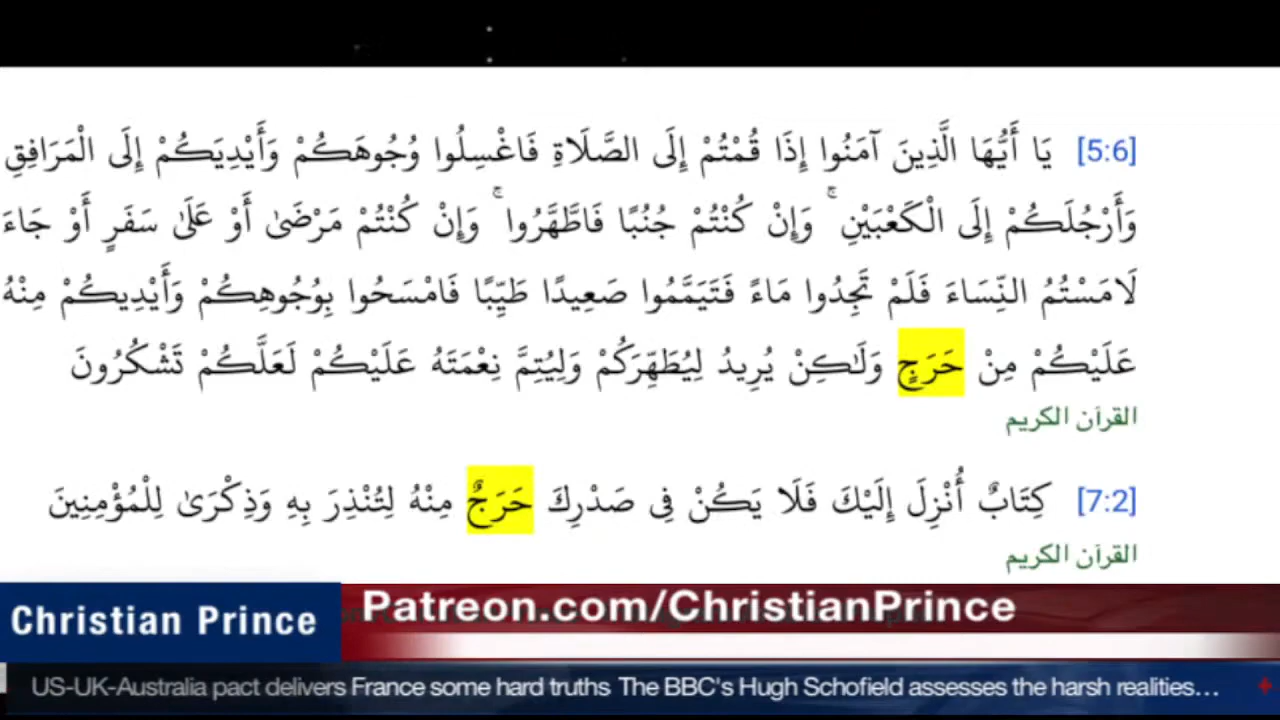 [5:6] يَا أَيُّهَا الَّذِينَ آمَنُوا إِذَا قُمْتُمْ إِلَى الصَّلَاةِ فَاغْسِلُوا وُجُوهَكُمْ وَأَيْدِيَكُمْ إِلَى الْمَرَافِقِ
وَأَرْجُلَكُمْ إِلَى الْكَعْبَيْنِ ۚ وَإِنْ كُنْتُمْ جُنُبًا فَاطَّهَّرُوا ۚ وَإِنْ كُنْتُمْ مَرْضَىٰ أَوْ عَلَىٰ سَفَرٍ أَوْ جَاءَ
لَامَسْتُمُ النِّسَاءَ فَلَمْ تَجِدُوا مَاءً فَتَيَمَّمُوا صَعِيدًا طَيِّبًا فَامْسَحُوا بِوُجُوهِكُمْ وَأَيْدِيكُمْ مِنْهُ
عَلَيْكُمْ مِنْ حَرَجٍ وَلَٰكِنْ يُرِيدُ لِيُطَهِّرَكُمْ وَلِيُتِمَّ نِعْمَتَهُ عَلَيْكُمْ لَعَلَّكُمْ تَشْكُرُونَ
القرآن الكريم
[7:2] كِتَابٌ أُنْزِلَ إِلَيْكَ فَلَا يَكُنْ فِي صَدْرِكَ حَرَجٌ مِنْهُ لِتُنْذِرَ بِهِ وَذِكْرَىٰ لِلْمُؤْمِنِينَ
القرآن الكريم
Christian Prince
Patreon.com/ChristianPrince
US-UK-Australia pact delivers France some hard truths The BBC's Hugh Schofield assesses the harsh realities…